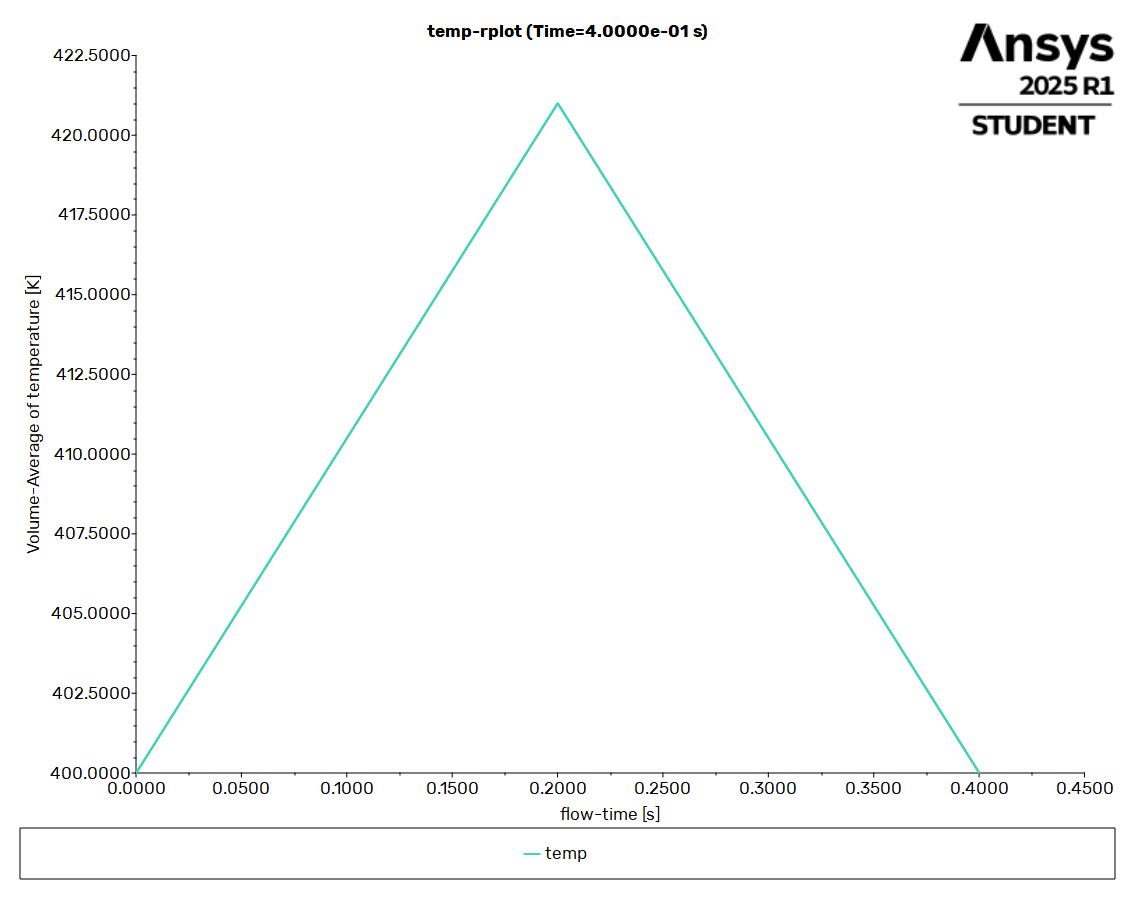 temp-rplot (Time=4.0000e-01 s)
Ansys
2025 R1
STUDENT
422.5000
420.0000
417.5000
415.0000
412.5000
410.0000
407.5000
405.0000
402.5000
400.0000
Volume-Average of temperature [K]
0.0000 0.0500 0.1000 0.1500 0.2000 0.2500 0.3000 0.3500 0.4000 0.4500
flow-time [s]
temp